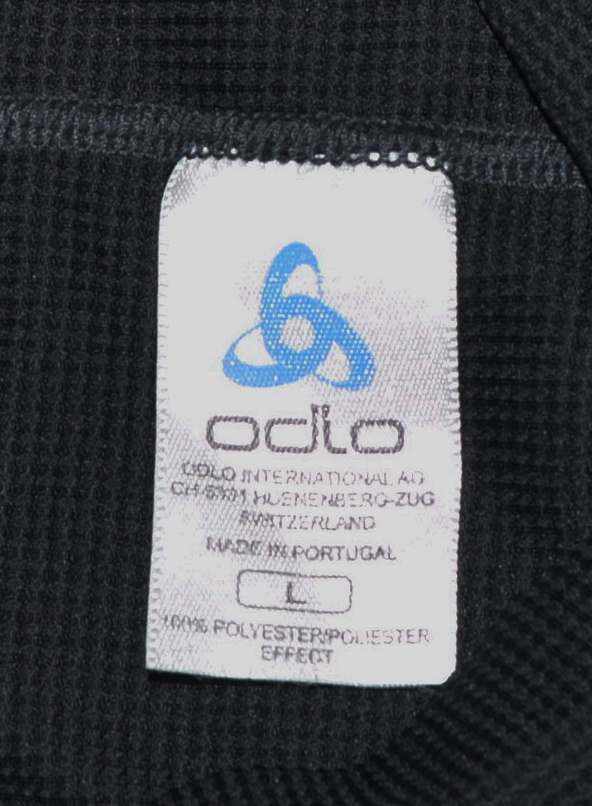 odlo
ODLO INTERNATIONAL AG
CH-6331 HUENENBERG-ZUG
SWITZERLAND
MADE IN PORTUGAL
L
100% POLYESTER/POLIESTER
EFFECT